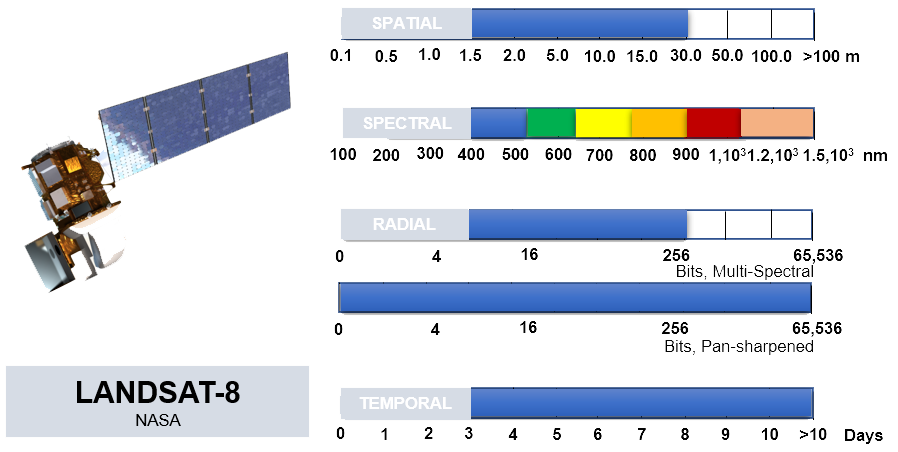 SPATIAL
0.1 0.5 1.0 1.5 2.0 5.0 10.0 15.0 30.0 50.0 100.0 >100 m
SPECTRAL
100 200 300 400 500 600 700 800 900 1,10³ 1.2,10³ 1.5,10³ nm
RADIAL
0 4 16 256 65,536
Bits, Multi-Spectral
0 4 16 256 65,536
Bits, Pan-sharpened
LANDSAT-8
NASA
TEMPORAL
0 1 2 3 4 5 6 7 8 9 10 >10 Days